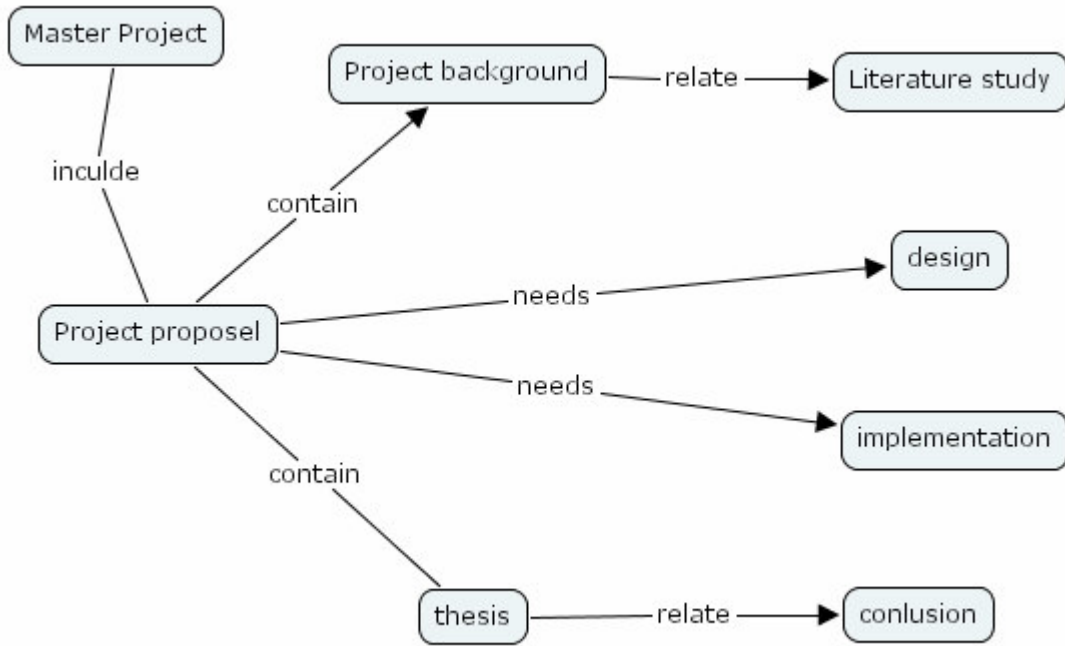 Master Project
Project background
relate
Literature study
inculde
contain
design
needs
Project proposel
needs
implementation
contain
thesis
relate
conlusion